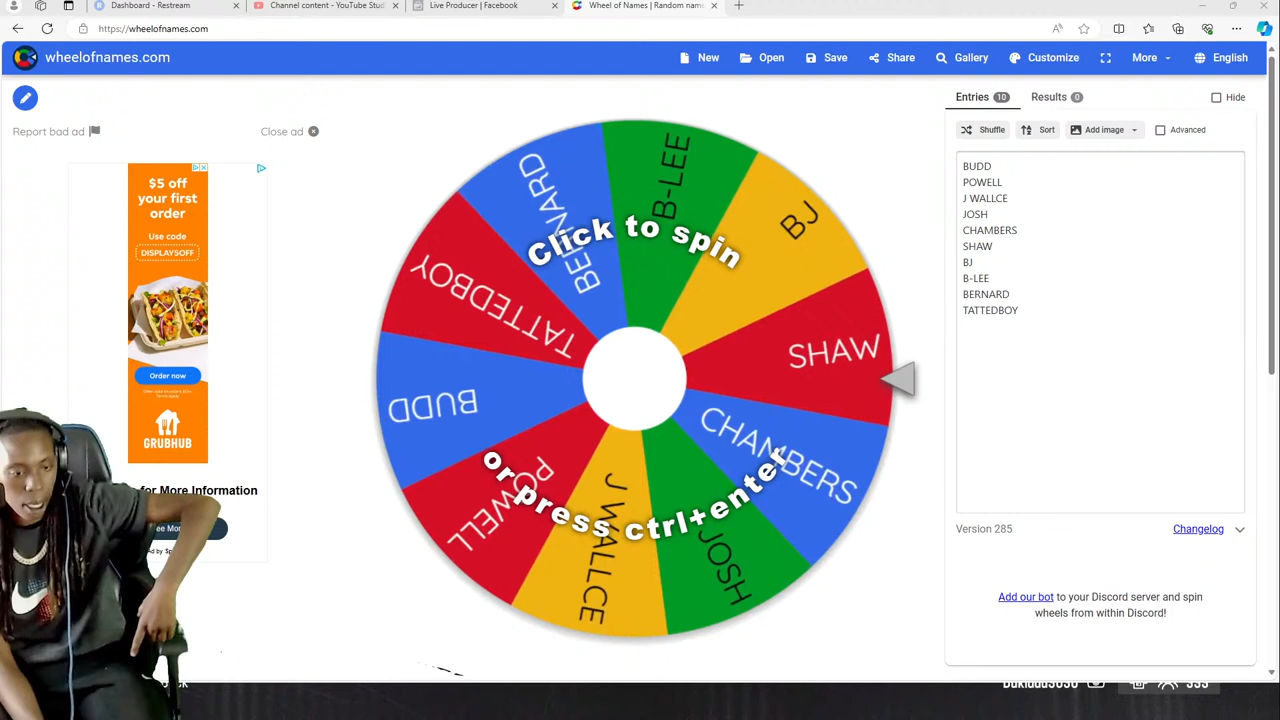 Dashboard - Restream
Channel content - YouTube Stud
Live Producer | Facebook
Wheel of Names | Random name
https://wheelofnames.com
wheelofnames.com
New
Open
Save
Share
Gallery
Customize
More
English
Report bad ad
Close ad
$5 off
your first
order
Use code
DISPLAYSOFF
Order now
GRUBHUB
for More Information
BERNARD
B-LEE
BJ
SHAW
CHAMBERS
JOSH
J WALLCE
POWELL
BUDD
TATTEDBOY
Click to spin
or press ctrl+enter
Entries 10
Results 0
Hide
Shuffle
Sort
Add image
Advanced
BUDD
POWELL
J WALLCE
JOSH
CHAMBERS
SHAW
BJ
B-LEE
BERNARD
TATTEDBOY
Version 285
Changelog
Add our bot to your Discord server and spin
wheels from within Discord!